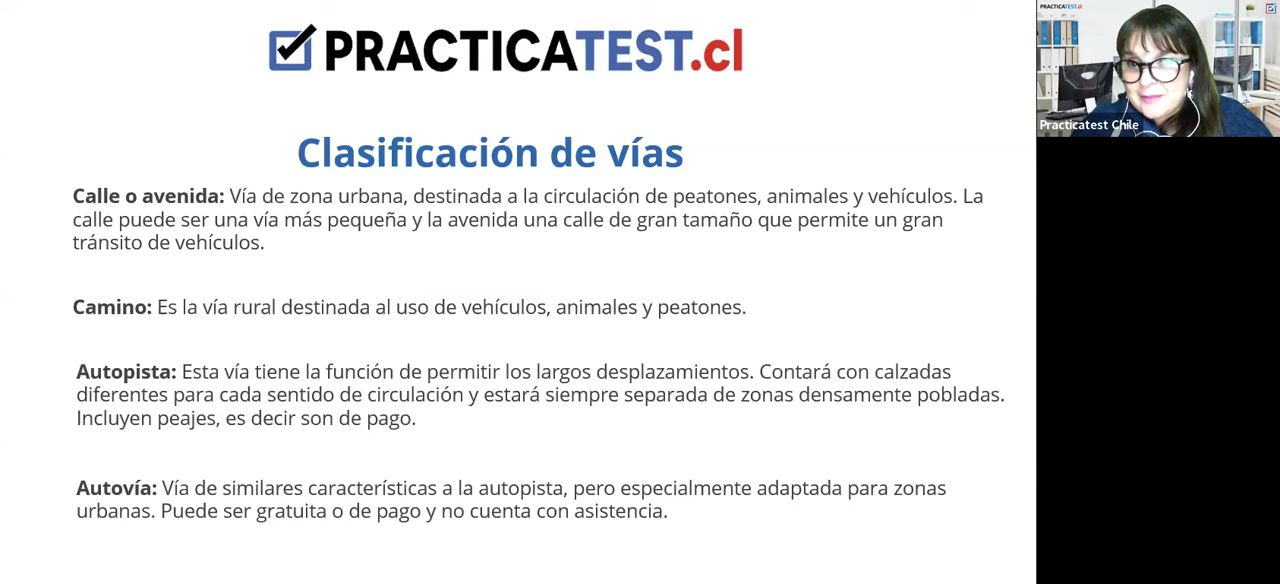 PRACTICATEST.cl
Clasificación de vías
Calle o avenida: Vía de zona urbana, destinada a la circulación de peatones, animales y vehículos. La
calle puede ser una vía más pequeña y la avenida una calle de gran tamaño que permite un gran
tránsito de vehículos.
Camino: Es la vía rural destinada al uso de vehículos, animales y peatones.
Autopista: Esta vía tiene la función de permitir los largos desplazamientos. Contará con calzadas
diferentes para cada sentido de circulación y estará siempre separada de zonas densamente pobladas.
Incluyen peajes, es decir son de pago.
Autovía: Vía de similares características a la autopista, pero especialmente adaptada para zonas
urbanas. Puede ser gratuita o de pago y no cuenta con asistencia.
PRACTICATEST.cl
Practicatest Chile